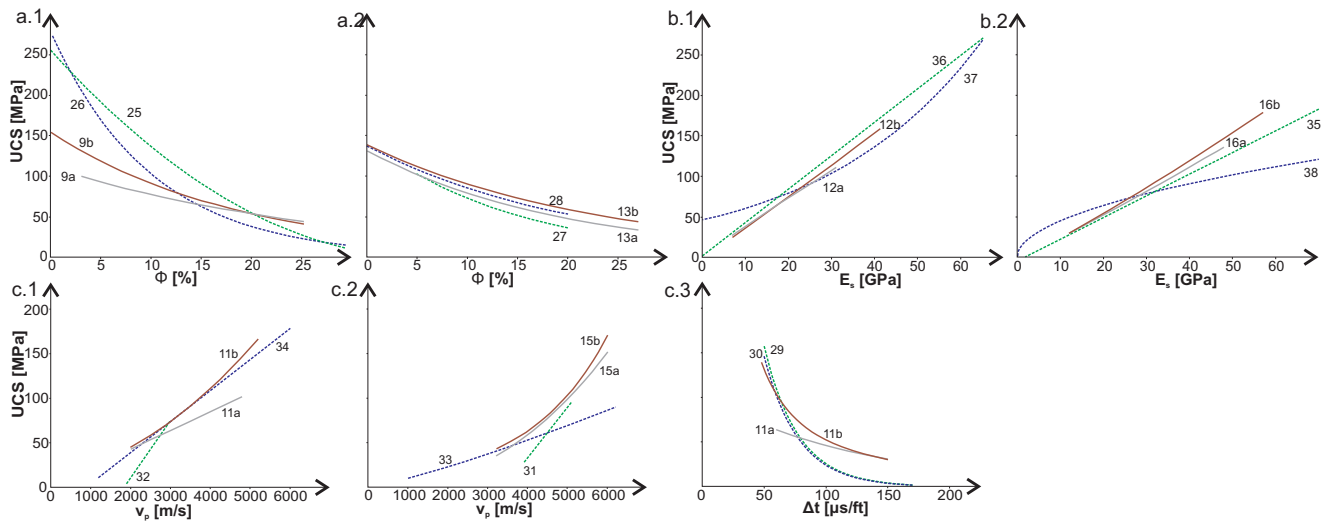 a.1
UCS [MPa]
250
200
150
100
50
0
26
25
9b
9a
0 5 10 15 20 25
Φ [%]
a.2
28
27
13b
13a
0 5 10 15 20 25
Φ [%]
b.1
UCS [MPa]
250
200
150
100
50
0
36
37
12b
12a
0 10 20 30 40 50 60
Es [GPa]
b.2
16b
16a
35
38
0 10 20 30 40 50 60
Es [GPa]
c.1
UCS [MPa]
200
150
100
50
0
11b
34
11a
32
0 1000 2000 3000 4000 5000 6000
vp [m/s]
c.2
15b
15a
33
31
0 1000 2000 3000 4000 5000 6000
vp [m/s]
c.3
30
29
11a
11b
0 50 100 150 200
Δt [µs/ft]